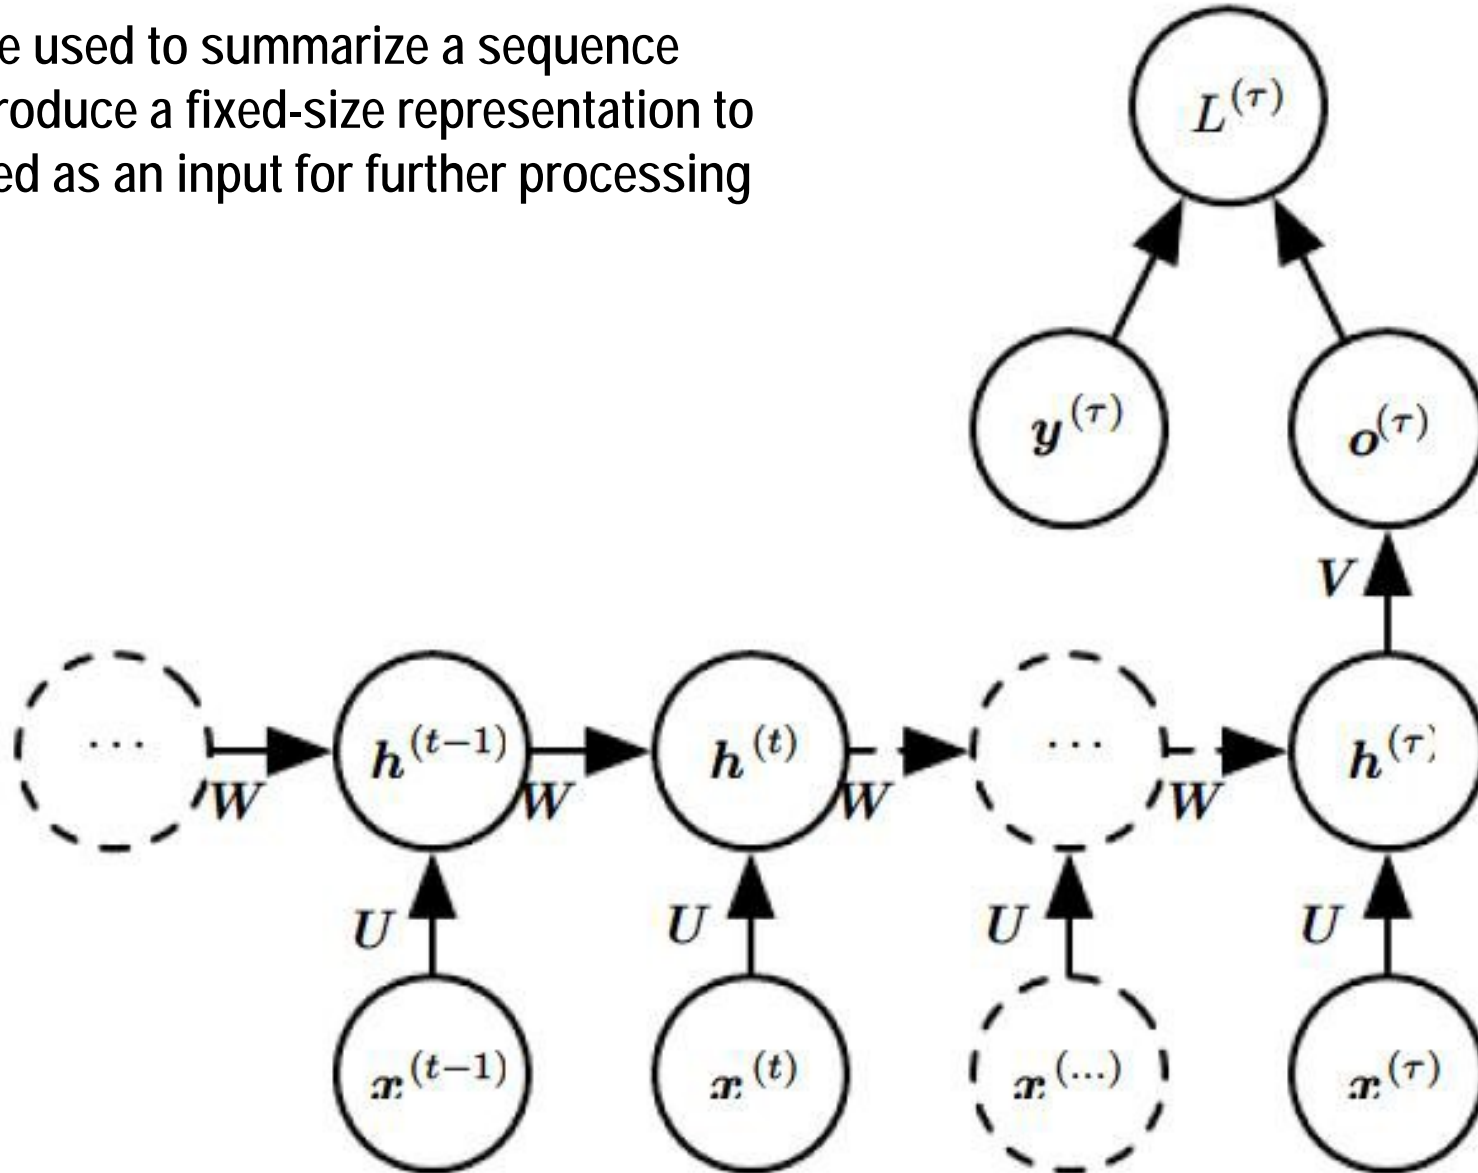 e used to summarize a sequence
roduce a fixed-size representation to
ed as an input for further processing
L^(τ)
y^(τ) o^(τ)
V
... h^(t−1) h^(t) ... h^(τ)
W W W W
U U U U
x^(t−1) x^(t) x^(...) x^(τ)